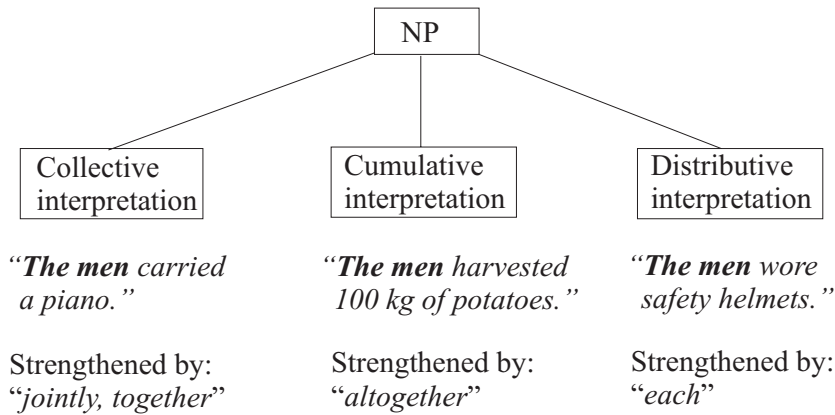 NP
Collective
interpretation
Cumulative
interpretation
Distributive
interpretation
“The men carried
a piano.”
“The men harvested
100 kg of potatoes.”
“The men wore
safety helmets.”
Strengthened by:
“jointly, together”
Strengthened by:
“altogether”
Strengthened by:
“each”